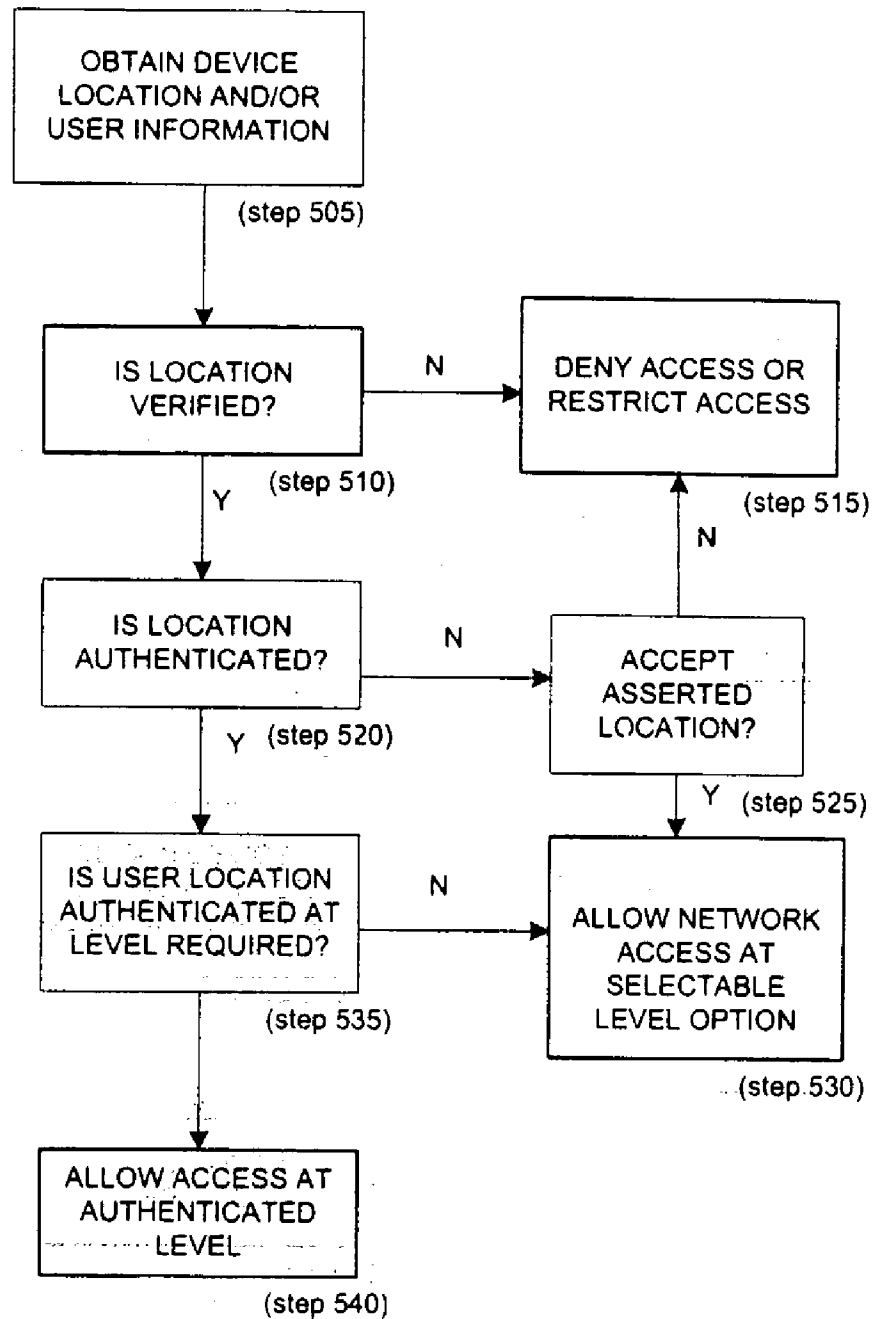 OBTAIN DEVICE
LOCATION AND/OR
USER INFORMATION
(step 505)
IS LOCATION
VERIFIED?
(step 510)
N
Y
DENY ACCESS OR
RESTRICT ACCESS
(step 515)
N
IS LOCATION
AUTHENTICATED?
(step 520)
N
Y
ACCEPT
ASSERTED
LOCATION?
(step 525)
Y
IS USER LOCATION
AUTHENTICATED AT
LEVEL REQUIRED?
(step 535)
N
ALLOW NETWORK
ACCESS AT
SELECTABLE
LEVEL OPTION
(step 530)
ALLOW ACCESS AT
AUTHENTICATED
LEVEL
(step 540)